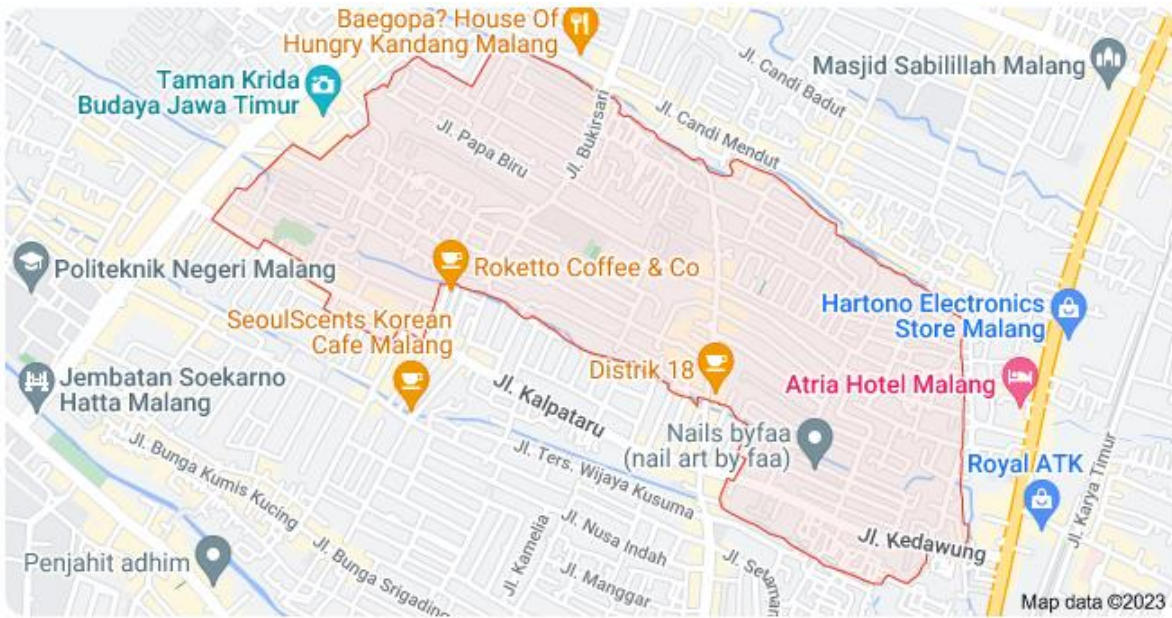 Baegopa? House Of
Hungry Kandang Malang
Taman Krida
Budaya Jawa Timur
Masjid Sabilillah Malang
Jl. Candi Badut
Jl. Candi Mendut
Jl. Papa Biru
Jl. Bukirsari
Politeknik Negeri Malang
Roketto Coffee & Co
SeoulScents Korean
Cafe Malang
Hartono Electronics
Store Malang
Distrik 18
Atria Hotel Malang
Jembatan Soekarno
Hatta Malang
Jl. Kalpataru
Nails byfaa
(nail art by faa)
Jl. Bunga Kumis Kucing
Jl. Ters. Wijaya Kusuma
Royal ATK
Jl. Karya Timur
Jl. Kamelia
Jl. Nusa Indah
Jl. Kedawung
Penjahit adhim
Jl. Bunga Srigading
Jl. Manggar
Jl. Selaman
Map data ©2023